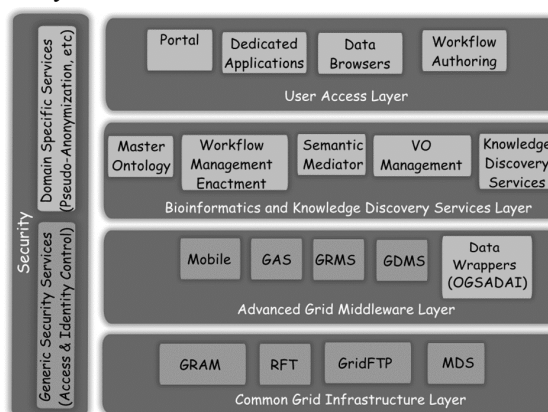 Security
Domain Specific Services
(Pseudo-Anonymization, etc)
Generic Security Services
(Access & Identity Control)
Portal
Dedicated
Applications
Data
Browsers
Workflow
Authoring
User Access Layer
Master
Ontology
Workflow
Management
Enactment
Semantic
Mediator
VO
Management
Knowledge
Discovery
Services
Bioinformatics and Knowledge Discovery Services Layer
Mobile
GAS
GRMS
GDMS
Data
Wrappers
(OGSADAI)
Advanced Grid Middleware Layer
GRAM
RFT
GridFTP
MDS
Common Grid Infrastructure Layer